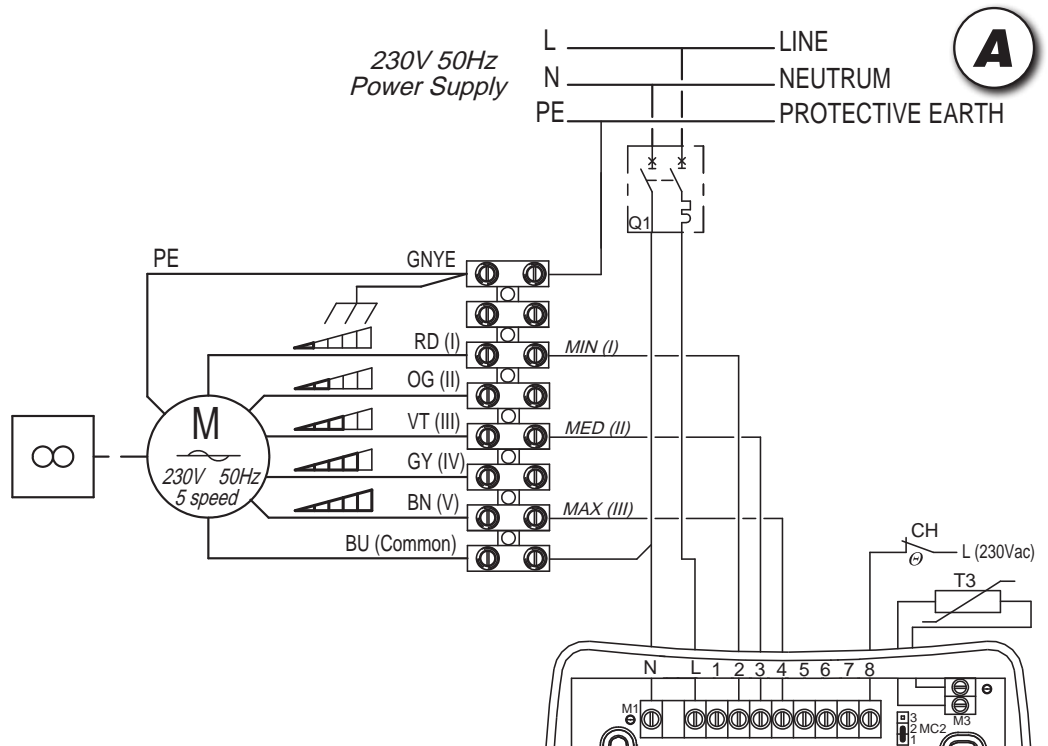 A
L
LINE
230V 50Hz
Power Supply
N
NEUTRUM
PE
PROTECTIVE EARTH
Q1
PE
GNYE
RD (I)
MIN (I)
OG (II)
M
VT (III)
MED (II)
230V 50Hz
5 speed
GY (IV)
BN (V)
MAX (III)
BU (Common)
CH
Θ
L (230Vac)
T3
N L 1 2 3 4 5 6 7 8
M1
3
2
1
MC2
M3